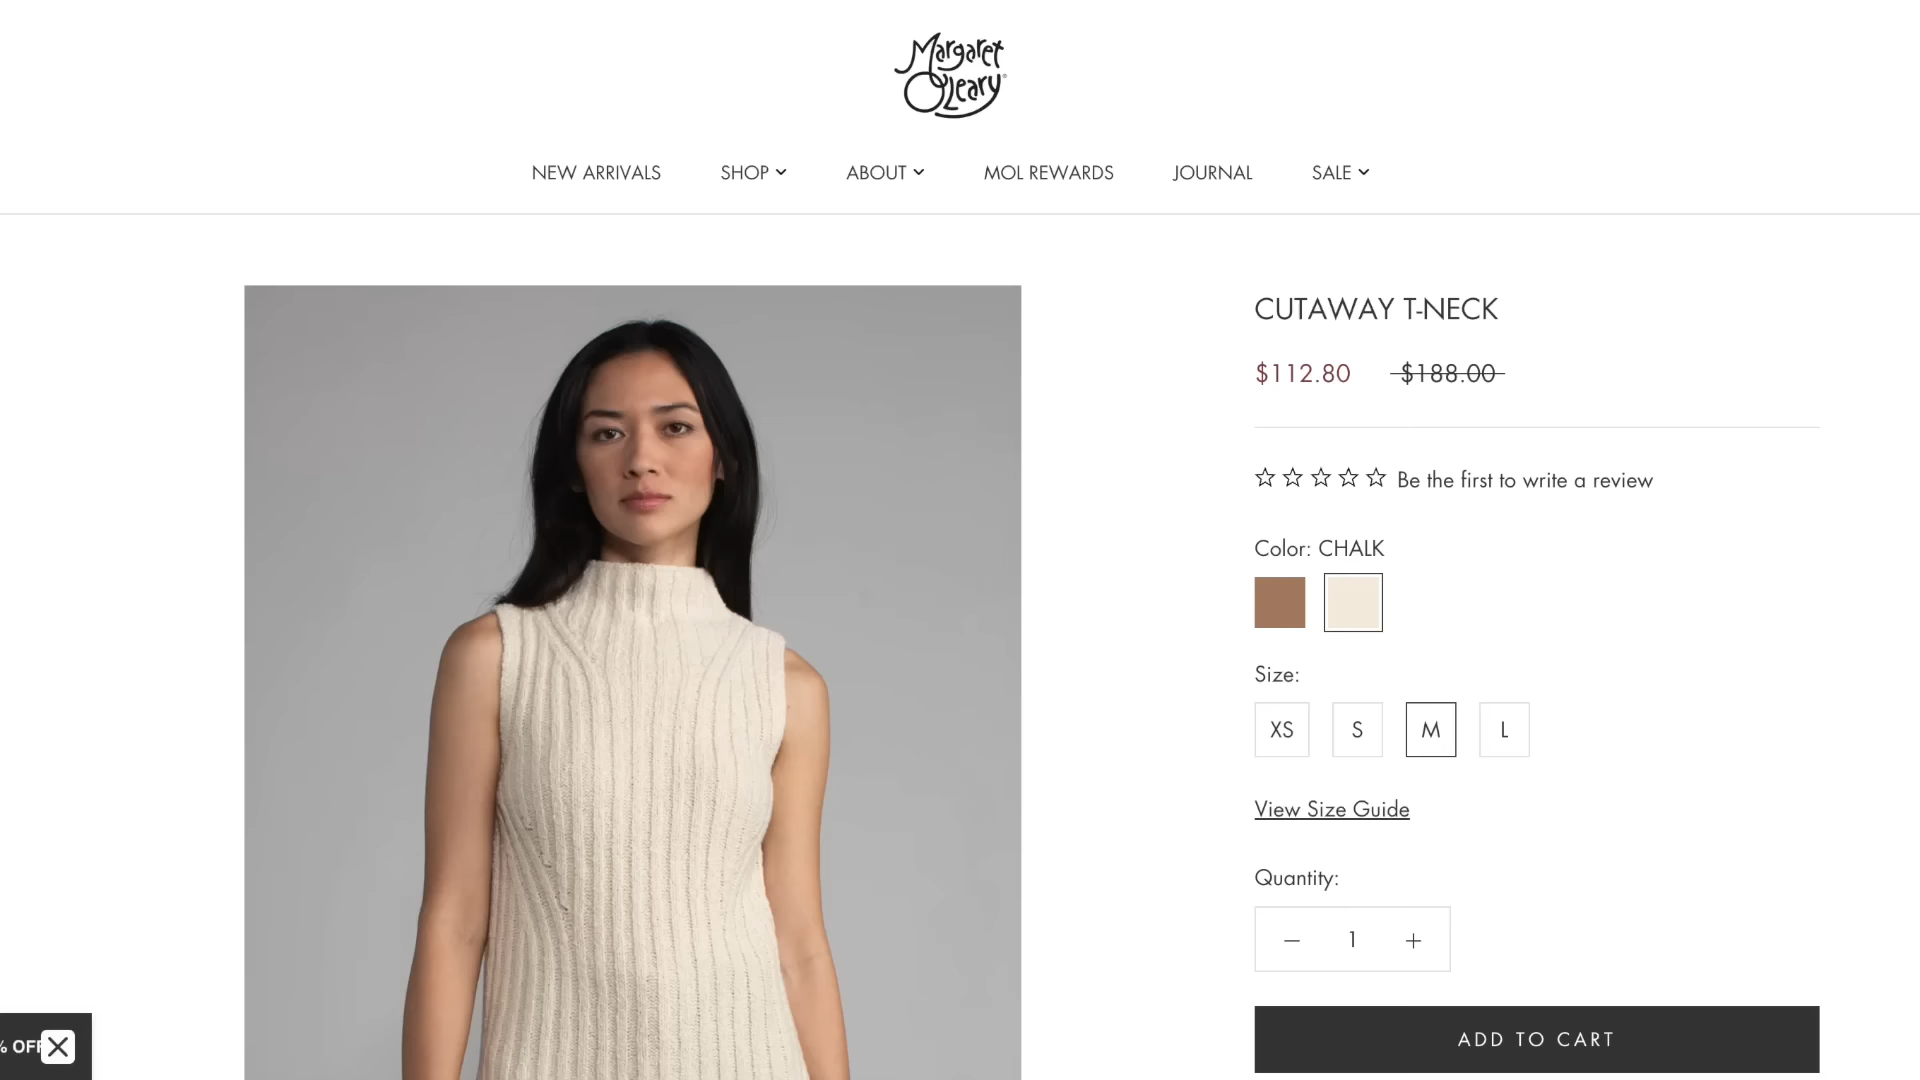 Margaret
O'Leary
NEW ARRIVALS
SHOP
ABOUT
MOL REWARDS
JOURNAL
SALE
CUTAWAY T-NECK
$112.80 $188.00
Be the first to write a review
Color: CHALK
Size:
XS S M L
View Size Guide
Quantity:
1
ADD TO CART
% OFF